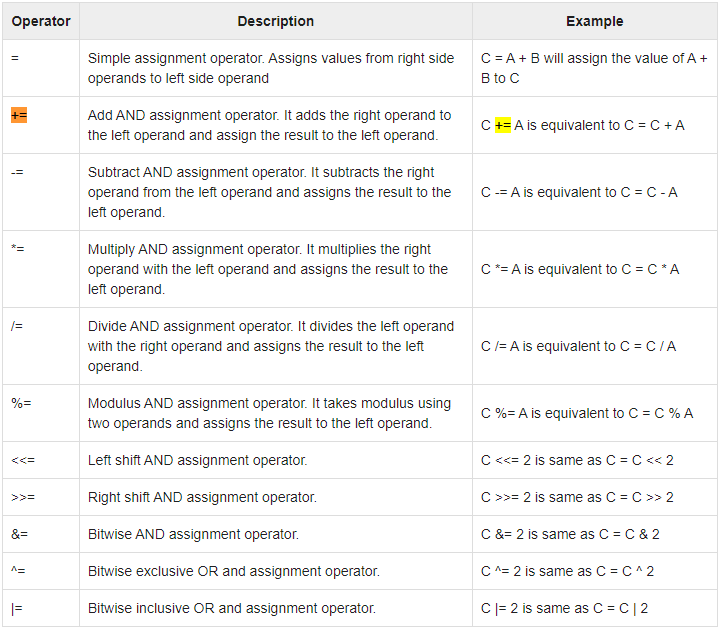 Operator Description Example
= Simple assignment operator. Assigns values from right side
operands to left side operand
C = A + B will assign the value of A +
B to C
+= Add AND assignment operator. It adds the right operand to
the left operand and assign the result to the left operand.
C += A is equivalent to C = C + A
-= Subtract AND assignment operator. It subtracts the right
operand from the left operand and assigns the result to the
left operand.
C -= A is equivalent to C = C - A
*= Multiply AND assignment operator. It multiplies the right
operand with the left operand and assigns the result to the
left operand.
C *= A is equivalent to C = C * A
/= Divide AND assignment operator. It divides the left operand
with the right operand and assigns the result to the left
operand.
C /= A is equivalent to C = C / A
%= Modulus AND assignment operator. It takes modulus using
two operands and assigns the result to the left operand.
C %= A is equivalent to C = C % A
<<= Left shift AND assignment operator. C <<= 2 is same as C = C << 2
>>= Right shift AND assignment operator. C >>= 2 is same as C = C >> 2
&= Bitwise AND assignment operator. C &= 2 is same as C = C & 2
^= Bitwise exclusive OR and assignment operator. C ^= 2 is same as C = C ^ 2
|= Bitwise inclusive OR and assignment operator. C |= 2 is same as C = C | 2